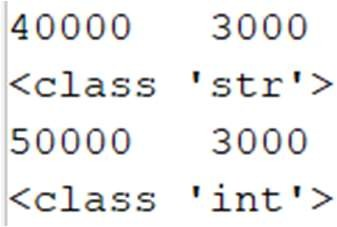 40000   3000
<class 'str'>
50000   3000
<class 'int'>